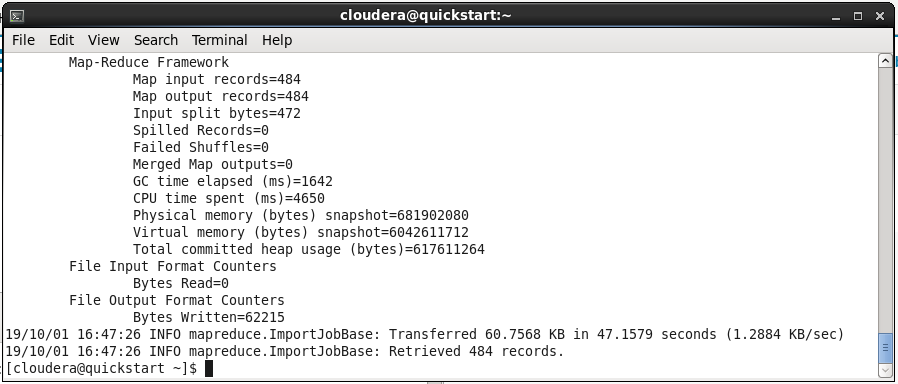 cloudera@quickstart:~
File Edit View Search Terminal Help
Map-Reduce Framework
Map input records=484
Map output records=484
Input split bytes=472
Spilled Records=0
Failed Shuffles=0
Merged Map outputs=0
GC time elapsed (ms)=1642
CPU time spent (ms)=4650
Physical memory (bytes) snapshot=681902080
Virtual memory (bytes) snapshot=6042611712
Total committed heap usage (bytes)=617611264
File Input Format Counters
Bytes Read=0
File Output Format Counters
Bytes Written=62215
19/10/01 16:47:26 INFO mapreduce.ImportJobBase: Transferred 60.7568 KB in 47.1579 seconds (1.2884 KB/sec)
19/10/01 16:47:26 INFO mapreduce.ImportJobBase: Retrieved 484 records.
[cloudera@quickstart ~]$